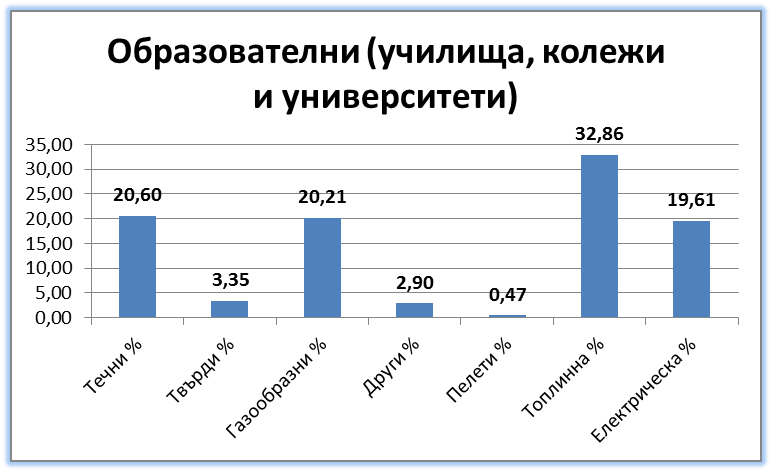 Образователни (училища, колежи
и университети)
35,00
30,00
25,00
20,00
15,00
10,00
5,00
0,00
20,60
3,35
20,21
2,90
0,47
32,86
19,61
Течни %
Твърди %
Газообразни %
Други %
Пелети %
Топлинна %
Електрическа %